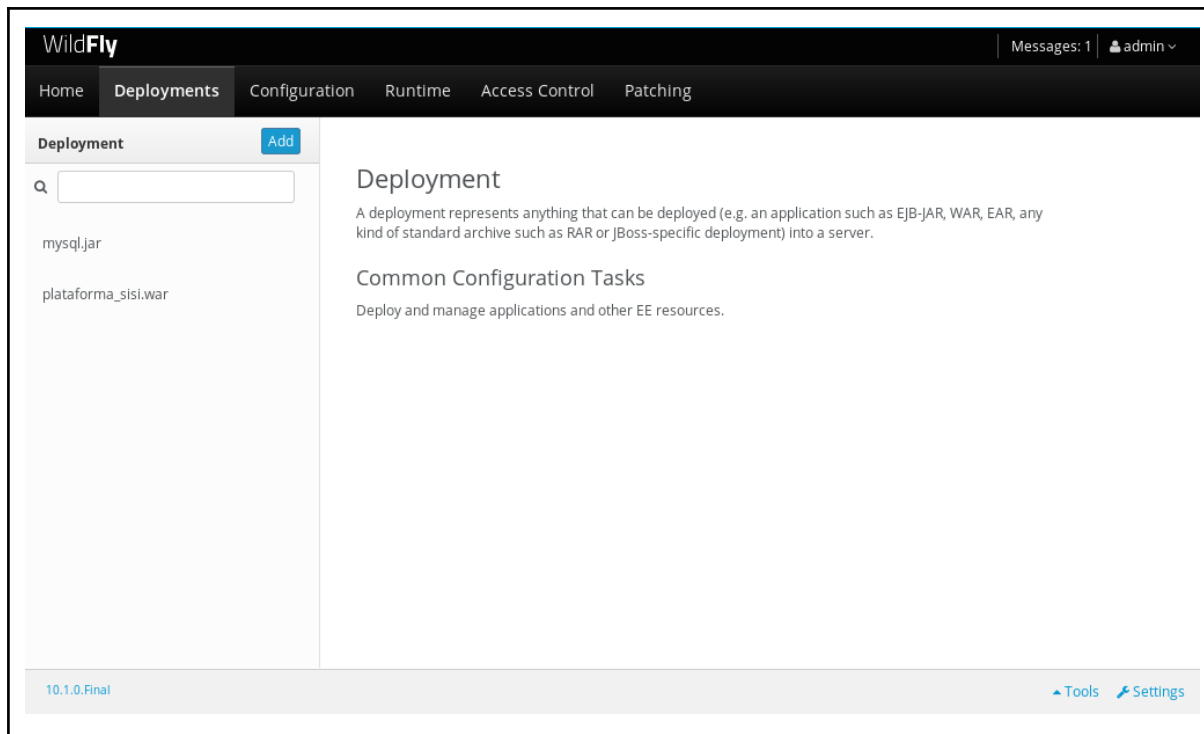 WildFly
Messages: 1 admin
Home Deployments Configuration Runtime Access Control Patching
Deployment Add
mysql.jar
plataforma_sisi.war
Deployment
A deployment represents anything that can be deployed (e.g. an application such as EJB-JAR, WAR, EAR, any
kind of standard archive such as RAR or JBoss-specific deployment) into a server.
Common Configuration Tasks
Deploy and manage applications and other EE resources.
10.1.0.Final Tools Settings